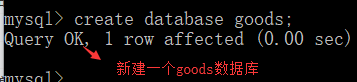 mysql> create database goods;
Query OK, 1 row affected (0.00 sec)
新建一个goods数据库
mysql>